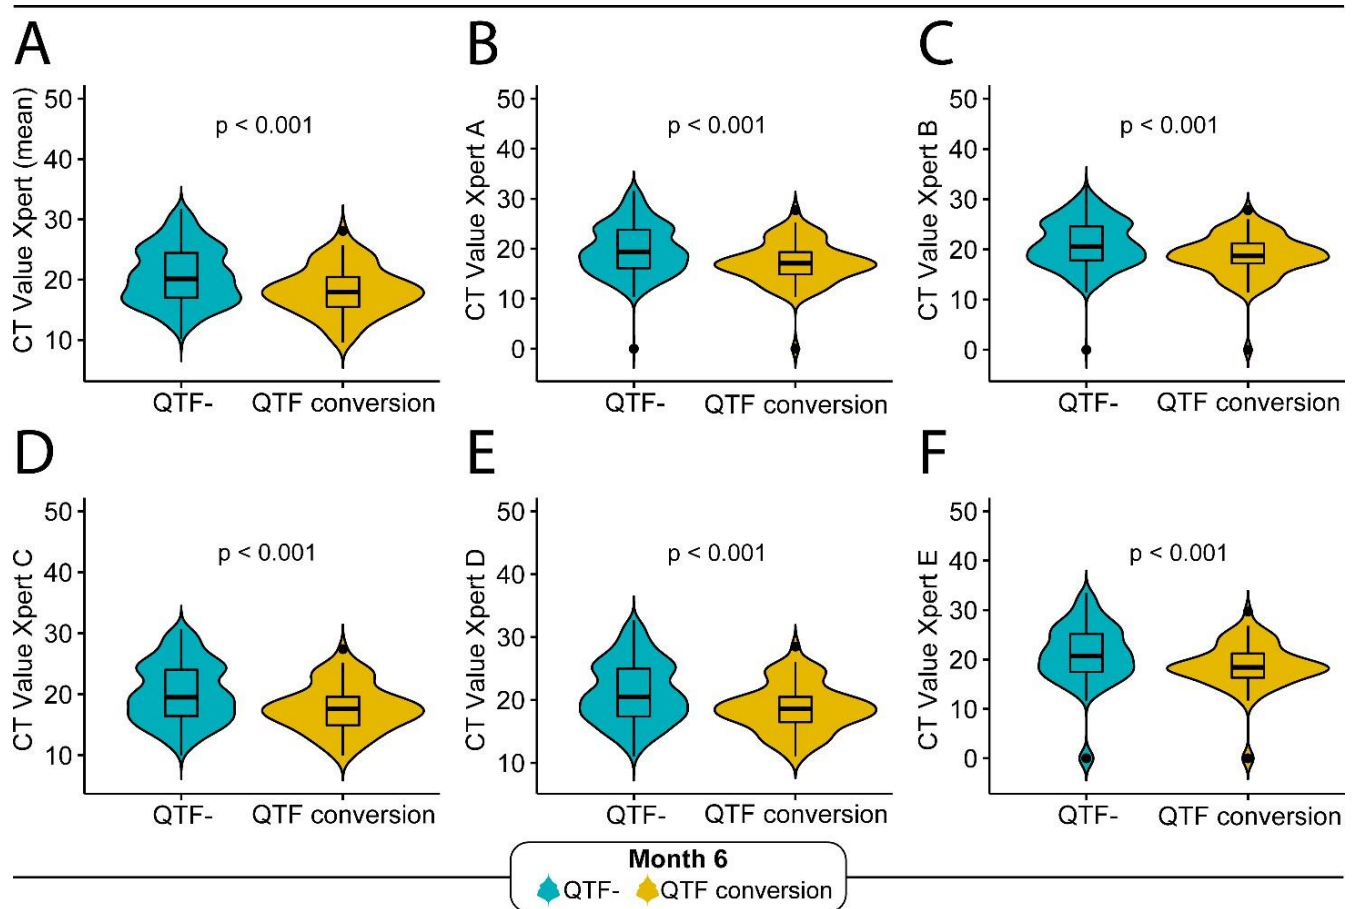 A
B
C
CT Value Xpert (mean)
50
40
30
20
10
p < 0.001
QTF-
QTF conversion
CT Value Xpert A
50
40
30
20
10
0
p < 0.001
QTF-
QTF conversion
CT Value Xpert B
50
40
30
20
10
0
p < 0.001
QTF-
QTF conversion
D
E
F
CT Value Xpert C
50
40
30
20
10
p < 0.001
QTF-
QTF conversion
CT Value Xpert D
50
40
30
20
10
p < 0.001
QTF-
QTF conversion
CT Value Xpert E
50
40
30
20
10
0
p < 0.001
QTF-
QTF conversion
Month 6
QTF- QTF conversion